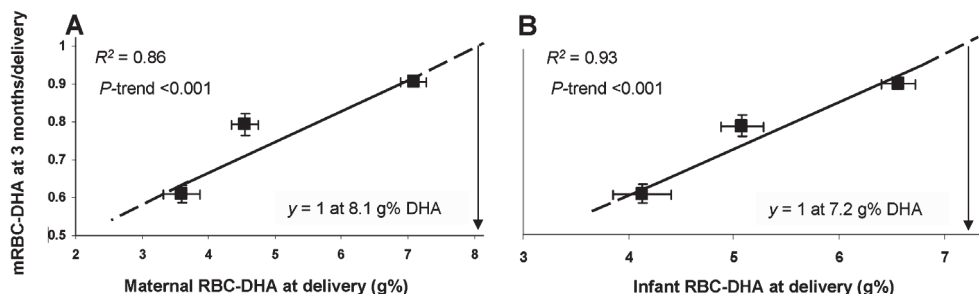 A
mRBC-DHA at 3 months/delivery
1
0.9
0.8
0.7
0.6
0.5
R² = 0.86
P-trend <0.001
y = 1 at 8.1 g% DHA
2 3 4 5 6 7 8
Maternal RBC-DHA at delivery (g%)
B
R² = 0.93
P-trend <0.001
y = 1 at 7.2 g% DHA
3 4 5 6 7
Infant RBC-DHA at delivery (g%)